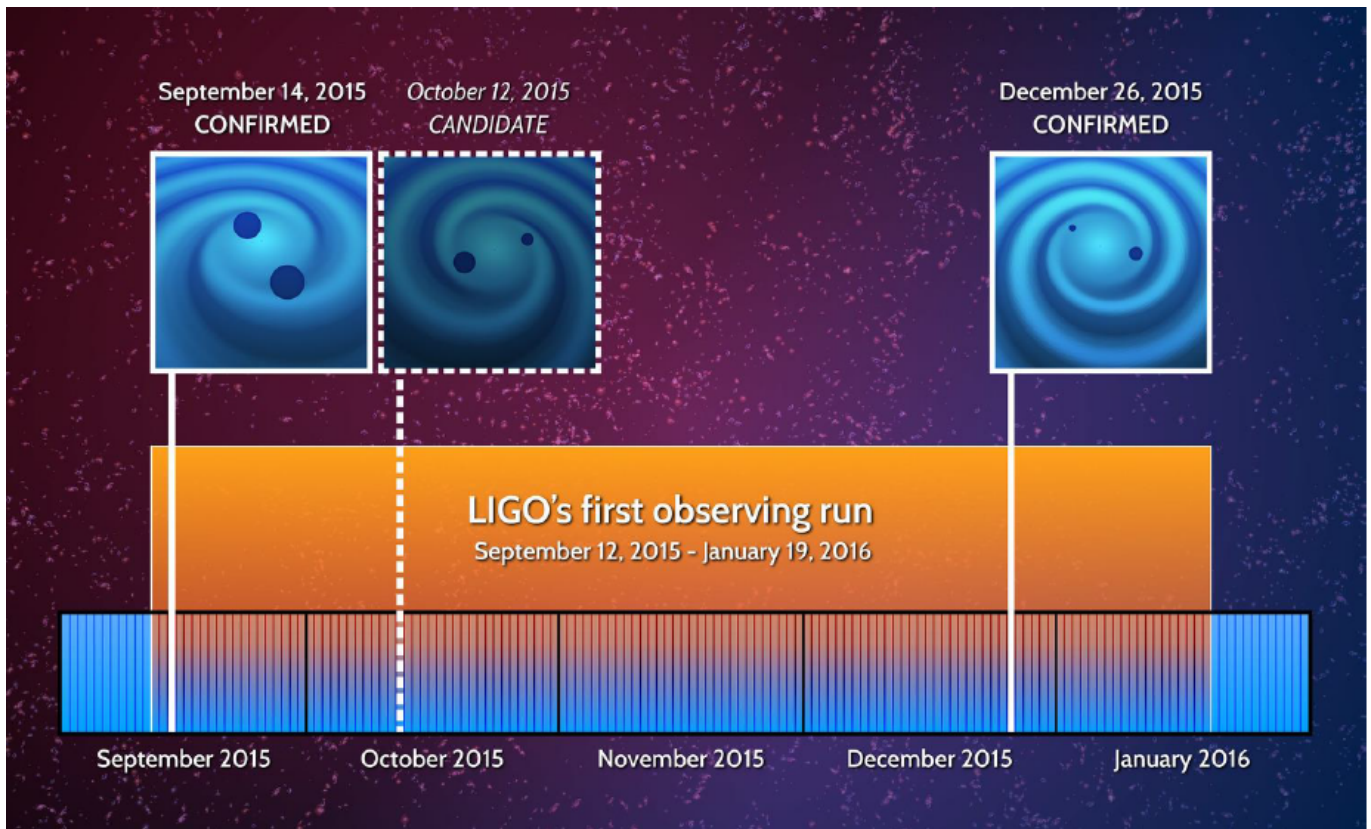 September 14, 2015
CONFIRMED
October 12, 2015
CANDIDATE
December 26, 2015
CONFIRMED
LIGO's first observing run
September 12, 2015 - January 19, 2016
September 2015
October 2015
November 2015
December 2015
January 2016